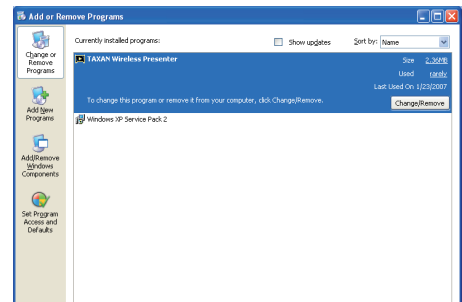 Add or Remove Programs
Currently installed programs:
Show updates
Sort by: Name
Change or
Remove
Programs
TAXAN Wireless Presenter
Size 2.36MB
Used rarely
Last Used On 1/23/2007
To change this program or remove it from your computer, click Change/Remove.
Change/Remove
Windows XP Service Pack 2
Add New
Programs
Add/Remove
Windows
Components
Set Program
Access and
Defaults